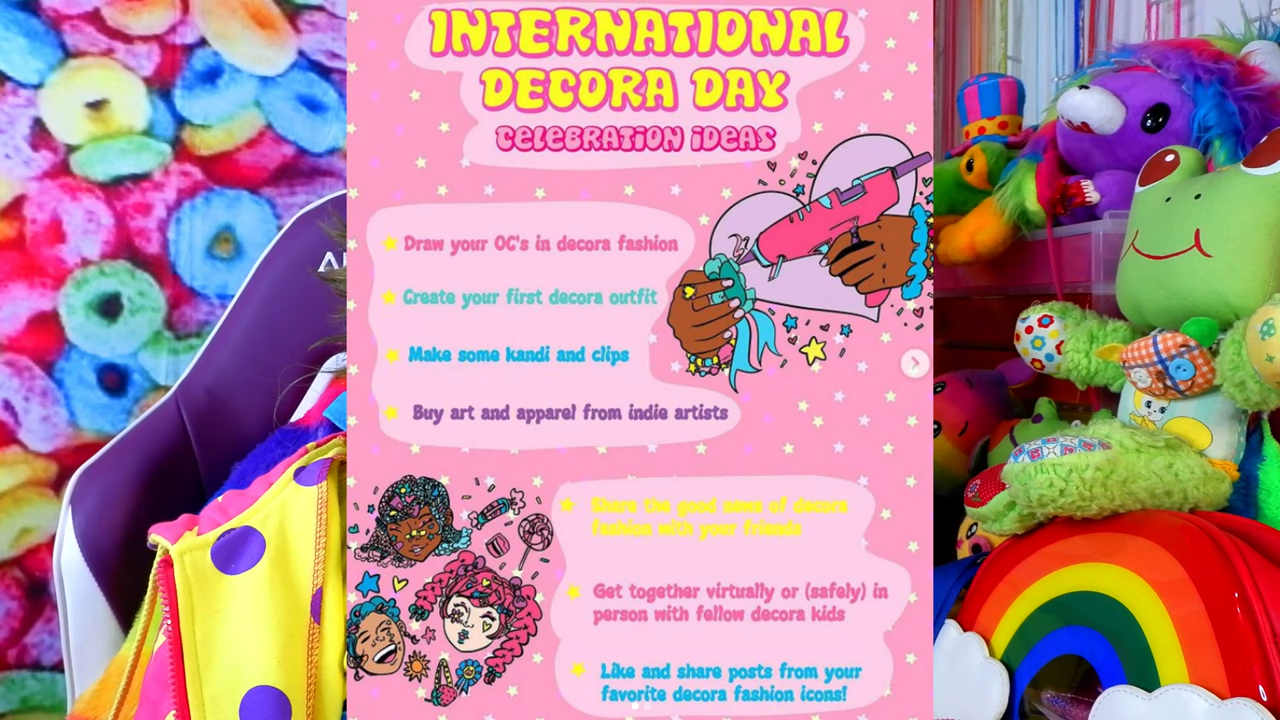 INTERNATIONAL
DECORA DAY
CELEBRATION IDEAS
Draw your OC's in decora fashion
Create your first decora outfit
Make some kandi and clips
Buy art and apparel from indie artists
Share the good news of decora
fashion with your friends
Get together virtually or (safely) in
person with fellow decora kids
Like and share posts from your
favorite decora fashion icons!